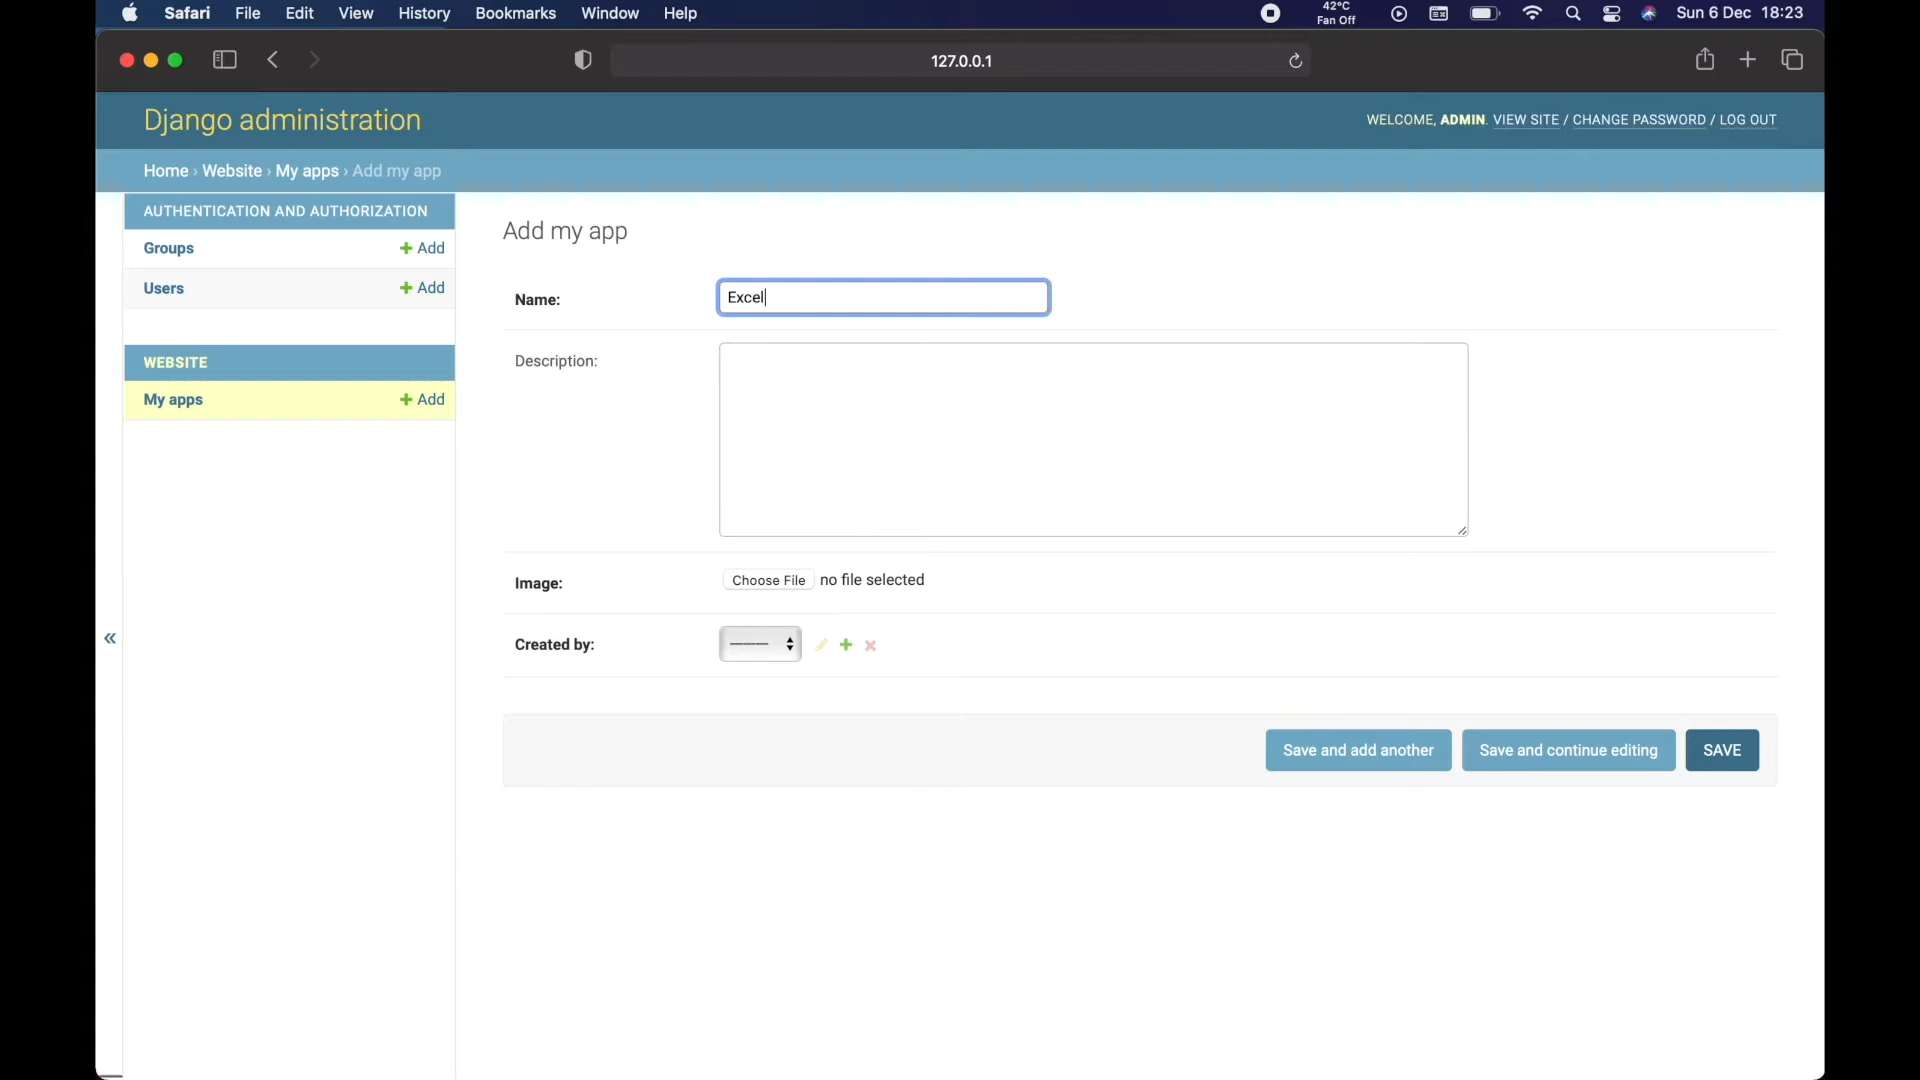 Safari File Edit View History Bookmarks Window Help 42°C Fan Off Sun 6 Dec 18:23
127.0.0.1
Django administration WELCOME, ADMIN. VIEW SITE / CHANGE PASSWORD / LOG OUT
Home › Website › My apps › Add my app
AUTHENTICATION AND AUTHORIZATION
Groups + Add
Users + Add
WEBSITE
My apps + Add
«
Add my app
Name: Excel
Description:
Image: Choose File no file selected
Created by: ---------
Save and add another Save and continue editing SAVE